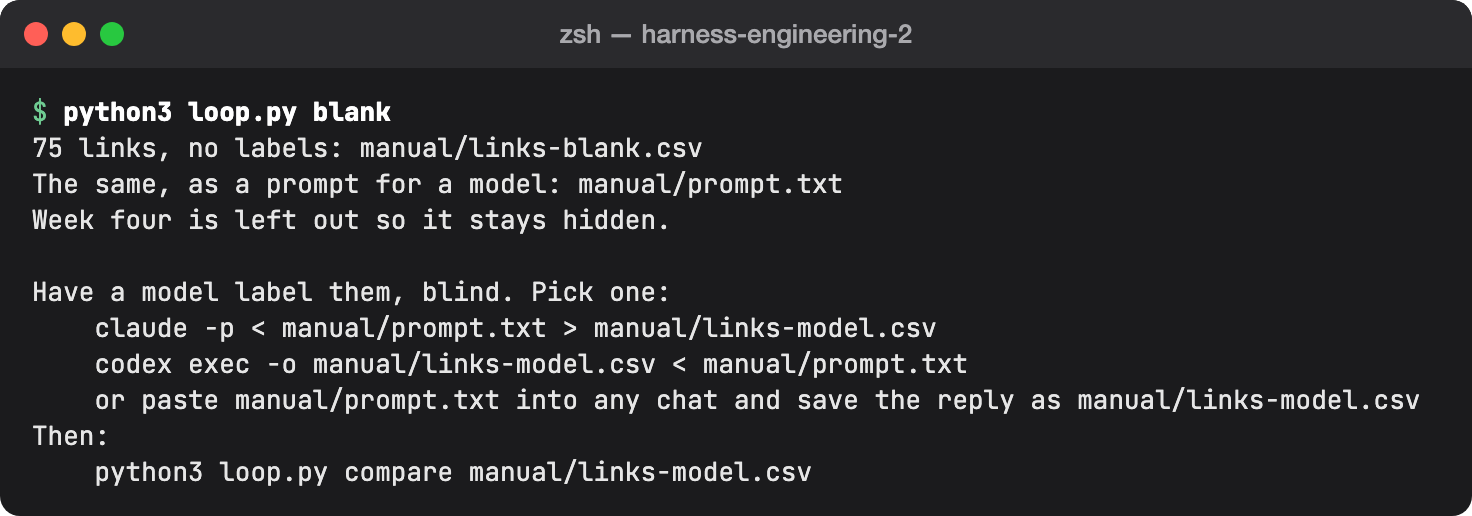 zsh — harness-engineering-2
$ python3 loop.py blank
75 links, no labels: manual/links-blank.csv
The same, as a prompt for a model: manual/prompt.txt
Week four is left out so it stays hidden.
Have a model label them, blind. Pick one:
claude -p < manual/prompt.txt > manual/links-model.csv
codex exec -o manual/links-model.csv < manual/prompt.txt
or paste manual/prompt.txt into any chat and save the reply as manual/links-model.csv
Then:
python3 loop.py compare manual/links-model.csv